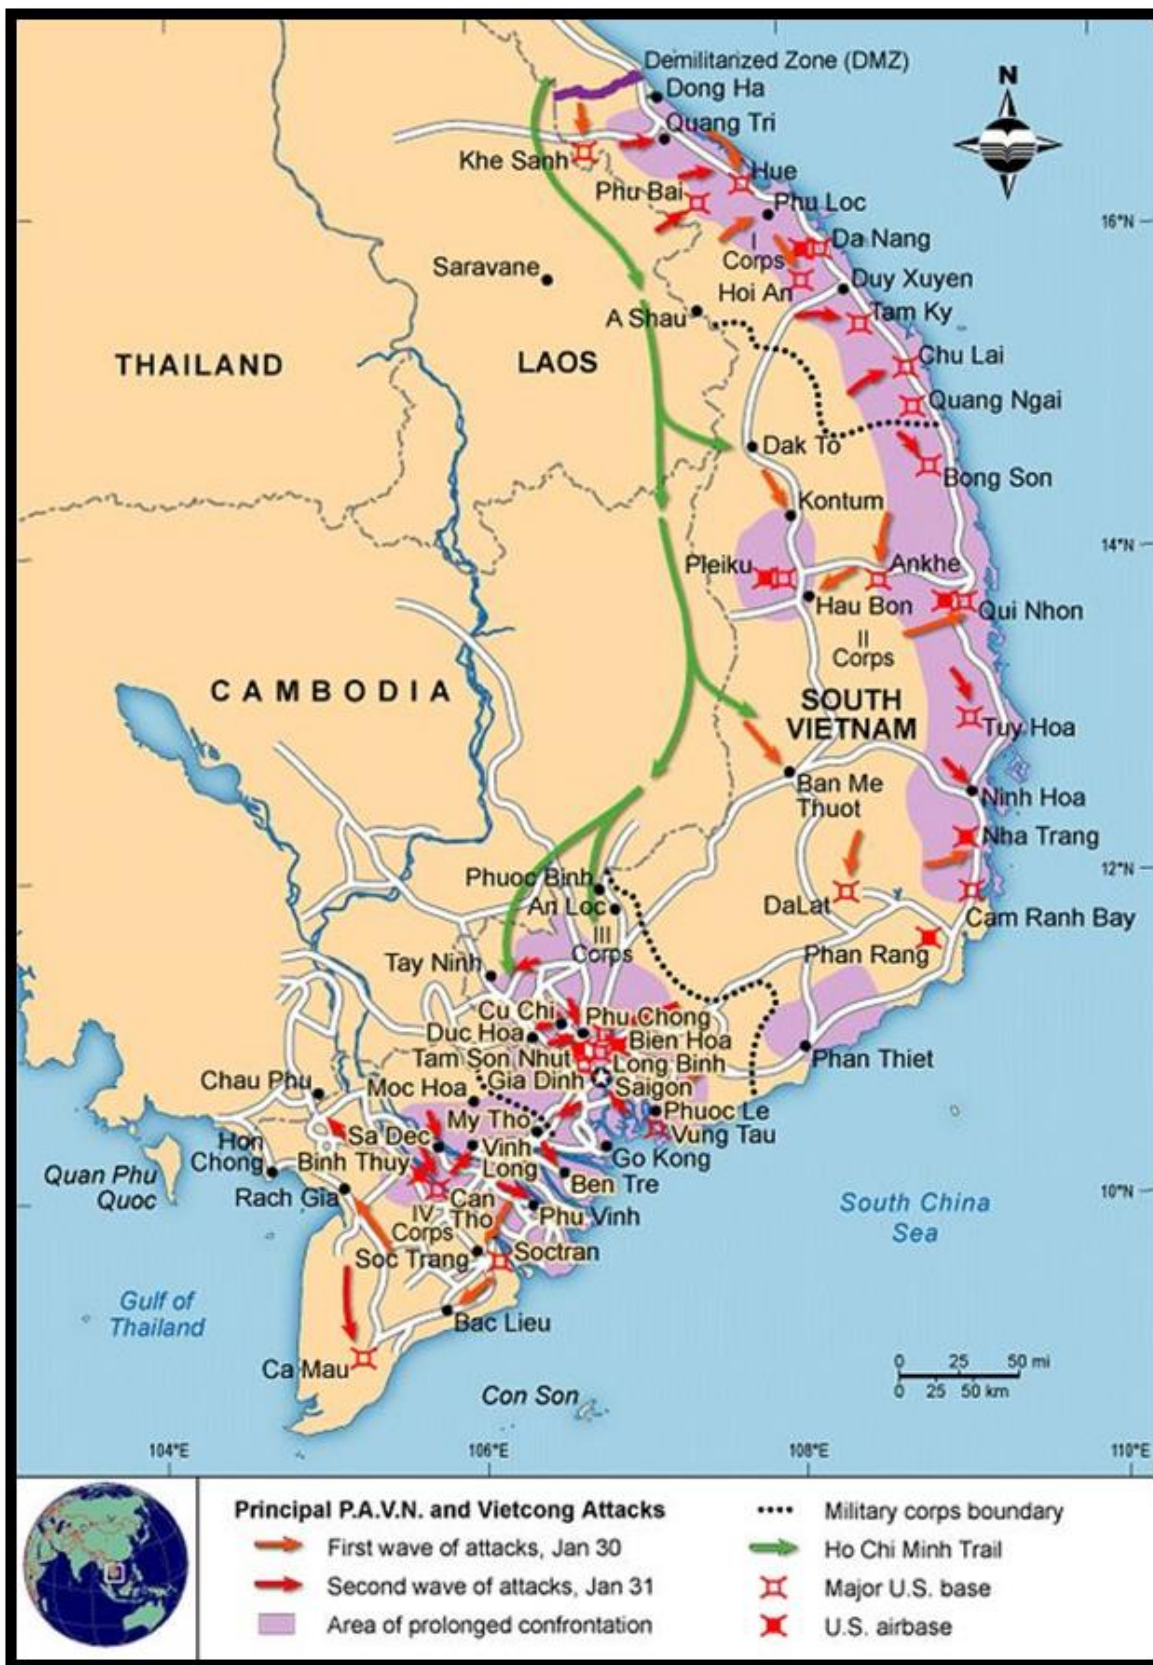 Demilitarized Zone (DMZ)
Dong Ha
N
Quang Tri
Khe Sanh
Hue
Phu Bai
Phu Loc
16°N
I
Corps
Da Nang
Saravane
Hoi An
Duy Xuyen
A Shau
Tam Ky
THAILAND
LAOS
Chu Lai
Quang Ngai
Dak To
Bong Son
Kontum
14°N
Pleiku
Ankhe
Hau Bon
Qui Nhon
II
Corps
CAMBODIA
SOUTH
VIETNAM
Tuy Hoa
Ban Me
Thuot
Ninh Hoa
Nha Trang
12°N
Phuoc Binh
An Loc
DaLat
Cam Ranh Bay
III
Corps
Phan Rang
Tay Ninh
Cu Chi
Phu Chong
Duc Hoa
Bien Hoa
Tam Son Nhut
Long Binh
Phan Thiet
Chau Phu
Moc Hoa
Gia Dinh
Saigon
My Tho
Phuoc Le
Sa Dec
Vung Tau
Hon
Chong
Binh Thuy
Vinh
Long
Go Kong
Quan Phu
Quoc
Rach Gia
Ben Tre
10°N
Can
Tho
IV
Corps
Phu Vinh
South China
Sea
Soc Trang
Soctran
Gulf of
Thailand
Bac Lieu
Ca Mau
0 25 50 mi
0 25 50 km
Con Son
104°E 106°E 108°E 110°E
Principal P.A.V.N. and Vietcong Attacks
First wave of attacks, Jan 30
Second wave of attacks, Jan 31
Area of prolonged confrontation
Military corps boundary
Ho Chi Minh Trail
Major U.S. base
U.S. airbase